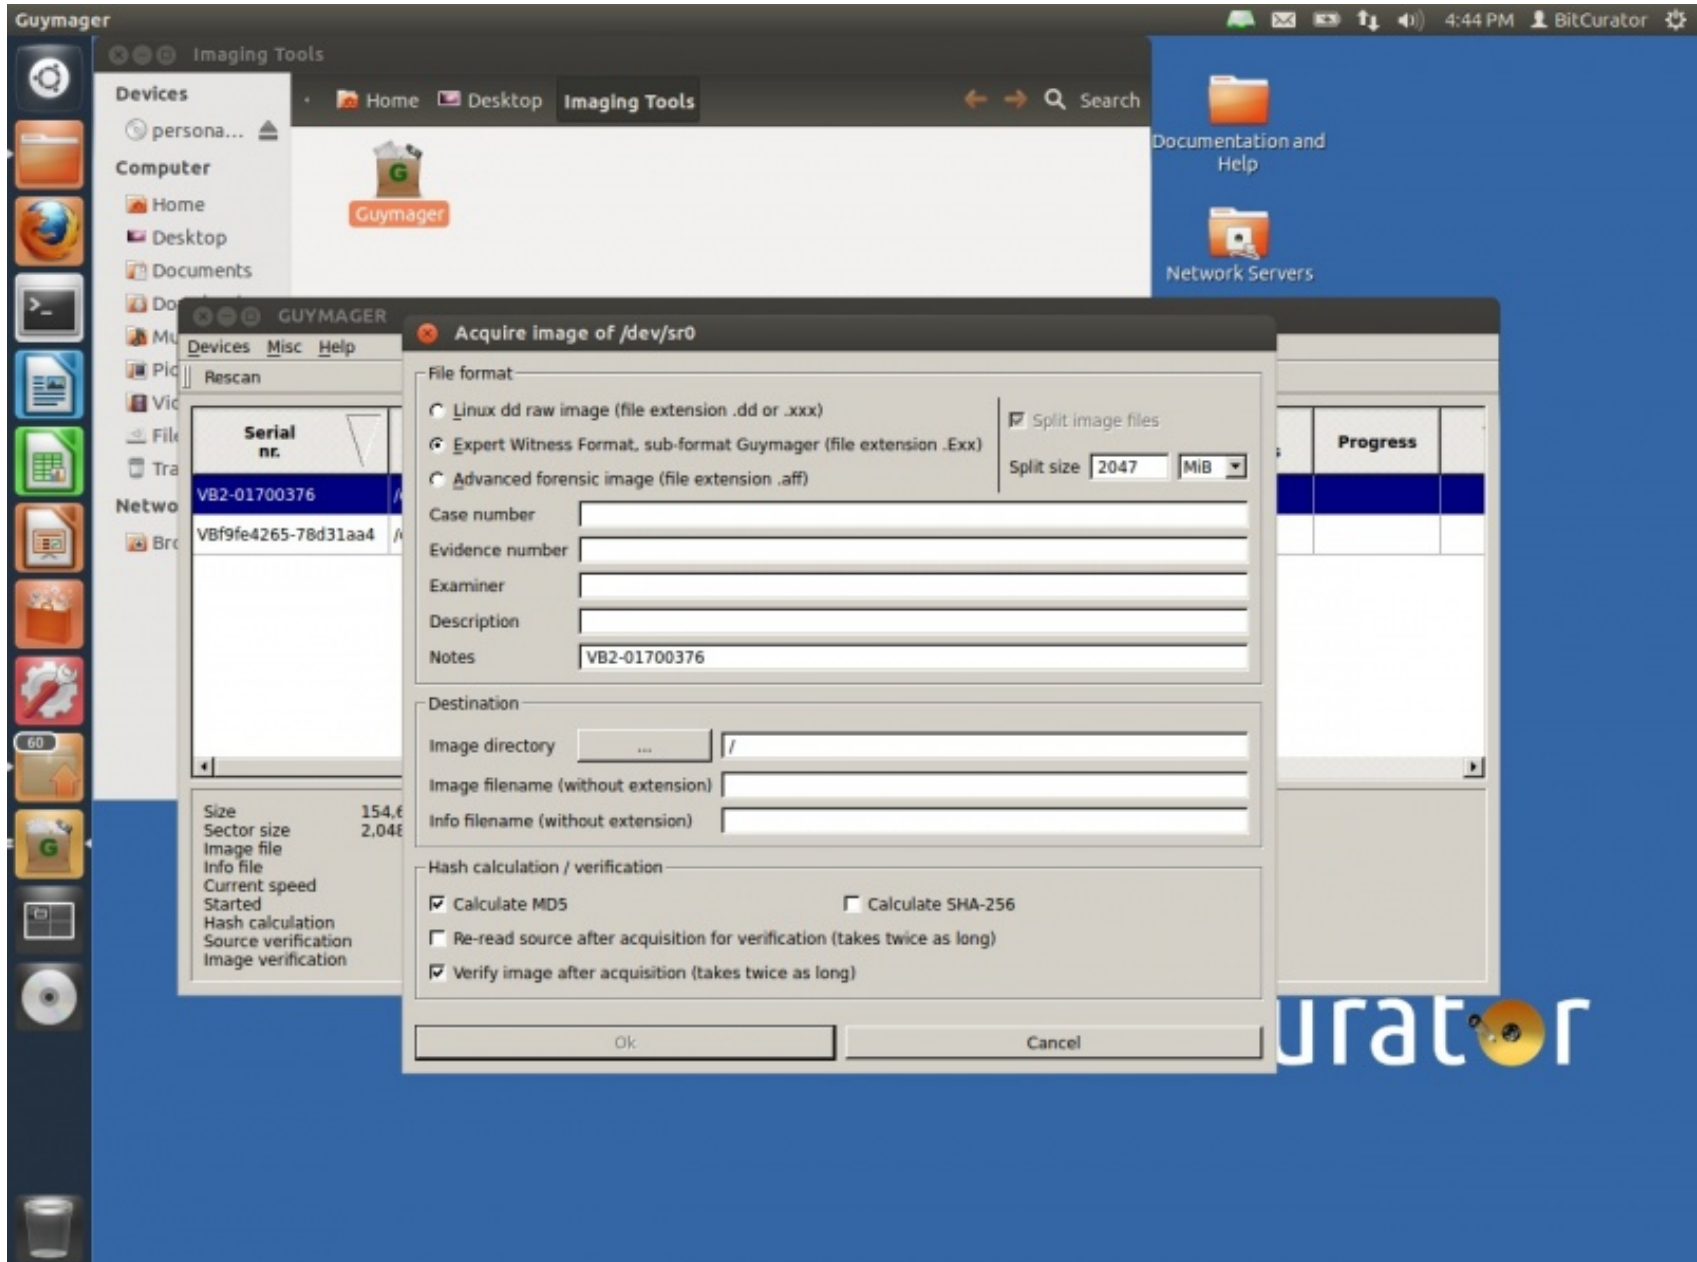 Guymager
4:44 PM
BitCurator
Imaging Tools
Devices
persona...
Computer
Home
Desktop
Documents
Home
Desktop
Imaging Tools
Search
Guymager
Documentation and
Help
Network Servers
GUYMAGER
Devices Misc Help
Rescan
Serial
nr.
Progress
VB2-01700376
VBf9fe4265-78d31aa4
Acquire image of /dev/sr0
File format
Linux dd raw image (file extension .dd or .xxx)
Expert Witness Format, sub-format Guymager (file extension .Exx)
Advanced forensic image (file extension .aff)
Split image files
Split size 2047 MiB
Case number
Evidence number
Examiner
Description
Notes VB2-01700376
Destination
Image directory ... /
Image filename (without extension)
Info filename (without extension)
Hash calculation / verification
Calculate MD5
Calculate SHA-256
Re-read source after acquisition for verification (takes twice as long)
Verify image after acquisition (takes twice as long)
Ok
Cancel
Size 154,6
Sector size 2,048
Image file
Info file
Current speed
Started
Hash calculation
Source verification
Image verification
60
G
G
urator